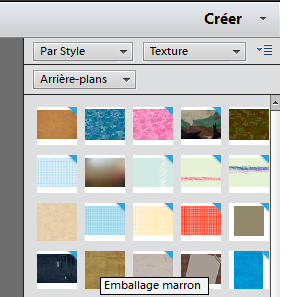 Créer
Par Style Texture
Arrière-plans
Emballage marron